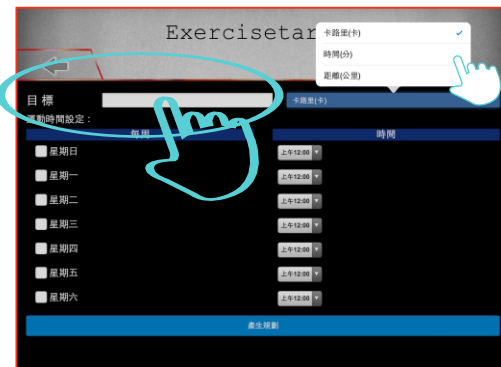 Exercisetar
卡路里(卡)
時間(分)
距離(公里)
目標
卡路里(卡)
運動時間設定：
每周 時間
星期日 上午12:00
星期一 上午12:00
星期二 上午12:00
星期三 上午12:00
星期四 上午12:00
星期五 上午12:00
星期六 上午12:00
產生規劃